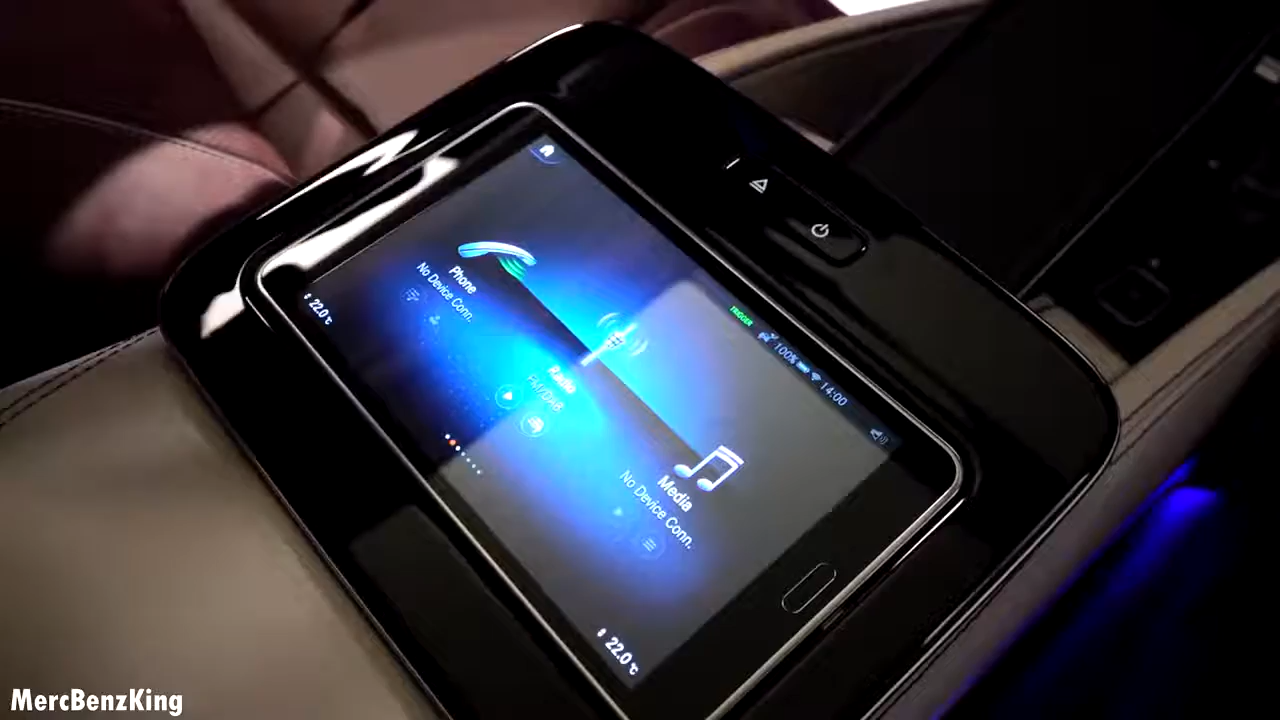 Phone
No Device Conn.
22.0 °C
Radio
FM/DAB
TRIGGER
100%
14:00
Media
No Device Conn.
22.0 °C
MercBenzKing